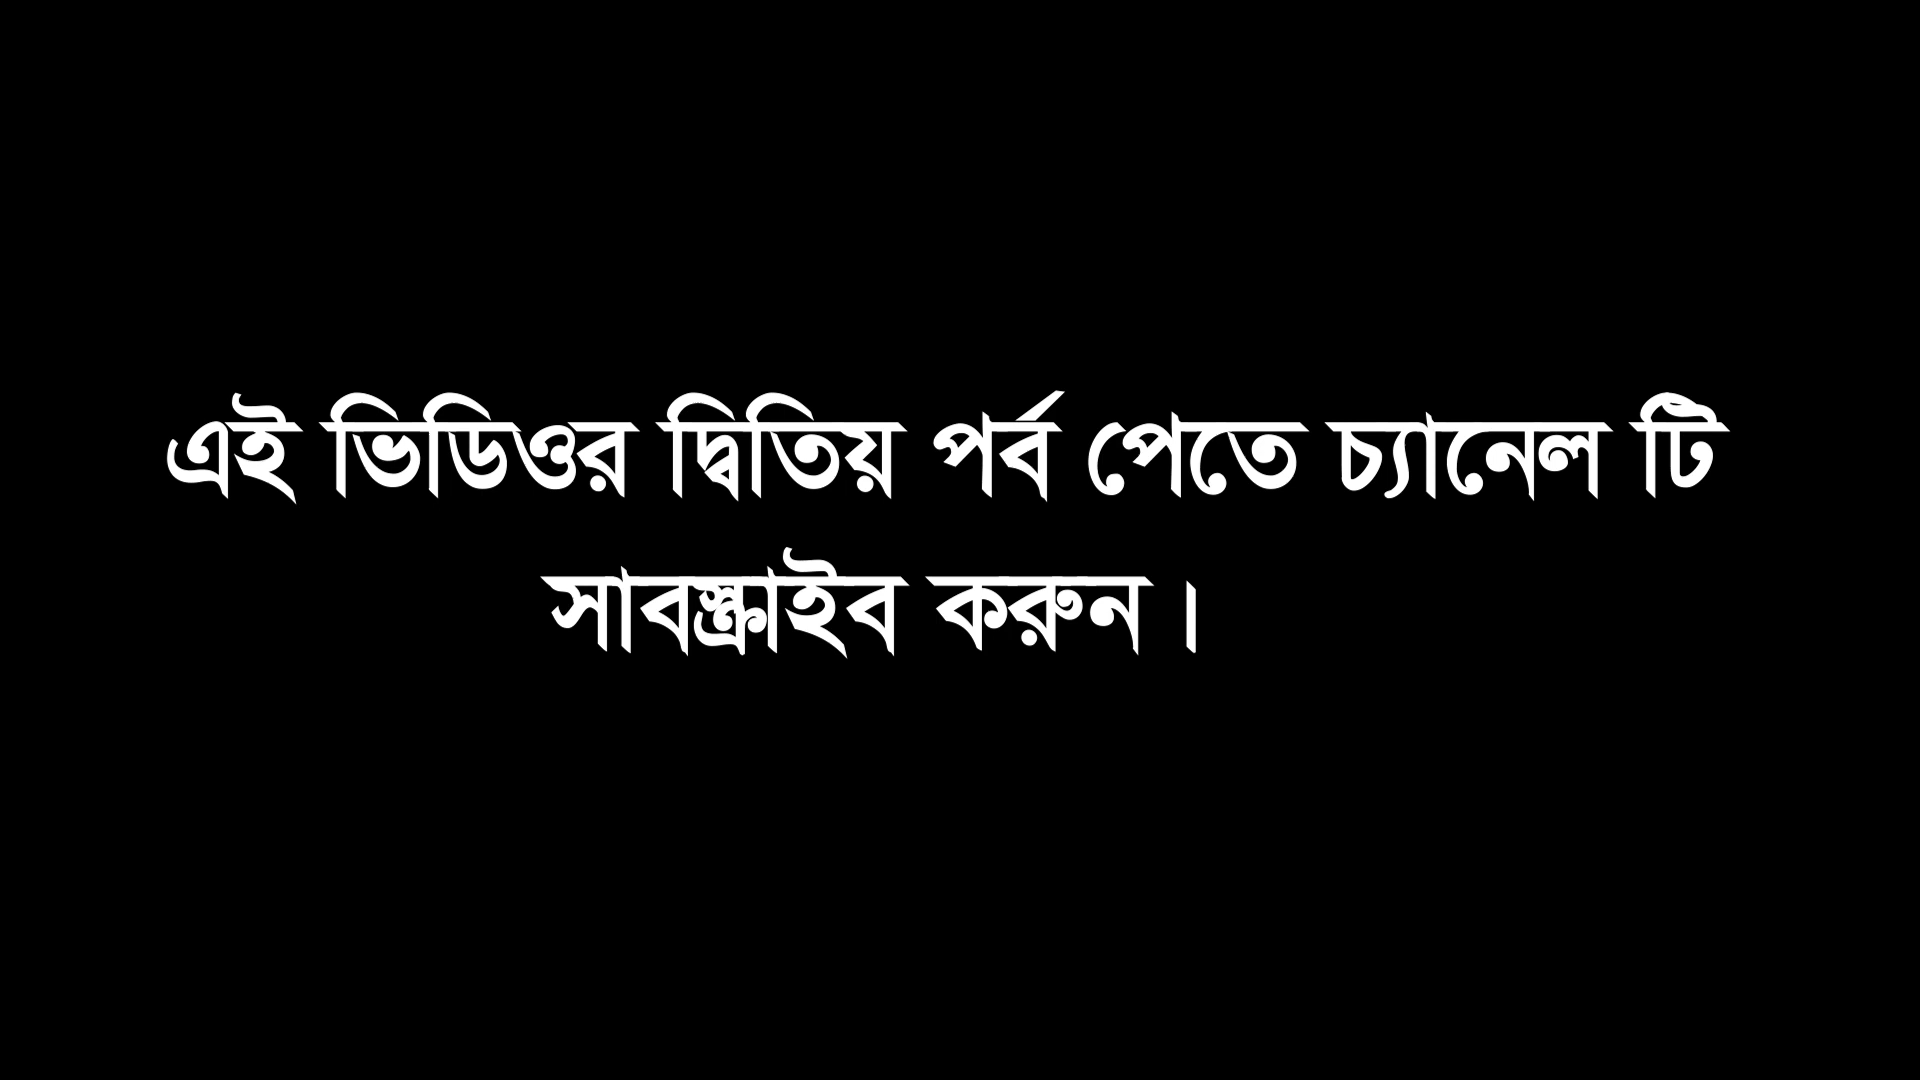 এই ভিডিওর দ্বিতিয় পর্ব পেতে চ্যানেল টি
সাবস্ক্রাইব করুন।